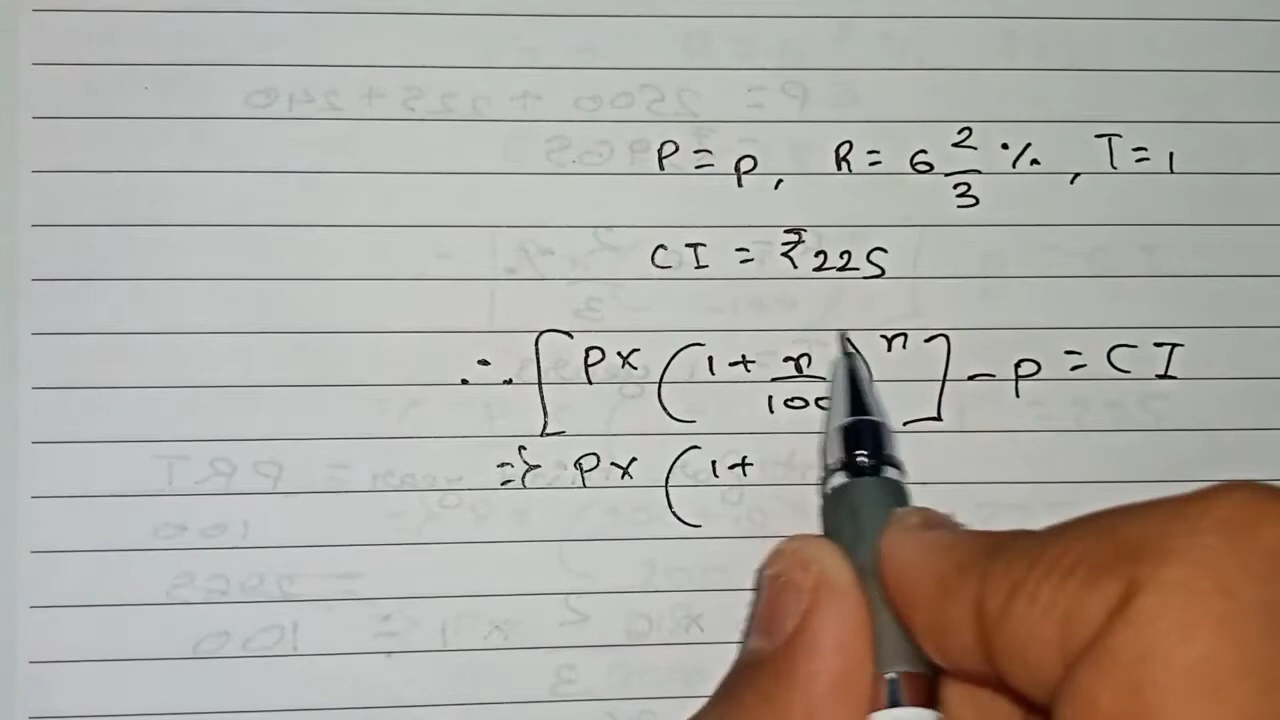 P = p, R = 6 2/3 %, T = 1
CI = ₹225
∴ [P× (1 + r/100)^n] - p = CI
⇒ P× (1+